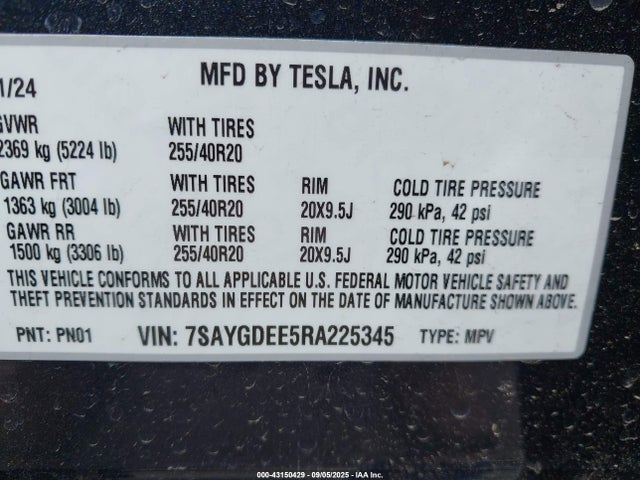 1/24 MFD BY TESLA, INC.
GVWR WITH TIRES
2369 kg (5224 lb) 255/40R20
GAWR FRT WITH TIRES RIM COLD TIRE PRESSURE
1363 kg (3004 lb) 255/40R20 20X9.5J 290 kPa, 42 psi
GAWR RR WITH TIRES RIM COLD TIRE PRESSURE
1500 kg (3306 lb) 255/40R20 20X9.5J 290 kPa, 42 psi
THIS VEHICLE CONFORMS TO ALL APPLICABLE U.S. FEDERAL MOTOR VEHICLE SAFETY AND
THEFT PREVENTION STANDARDS IN EFFECT ON THE DATE OF MANUFACTURE SHOWN ABOVE.
PNT: PN01 VIN: 7SAYGDEE5RA225345 TYPE: MPV
000-43150429 - 09/05/2025 - IAA Inc.